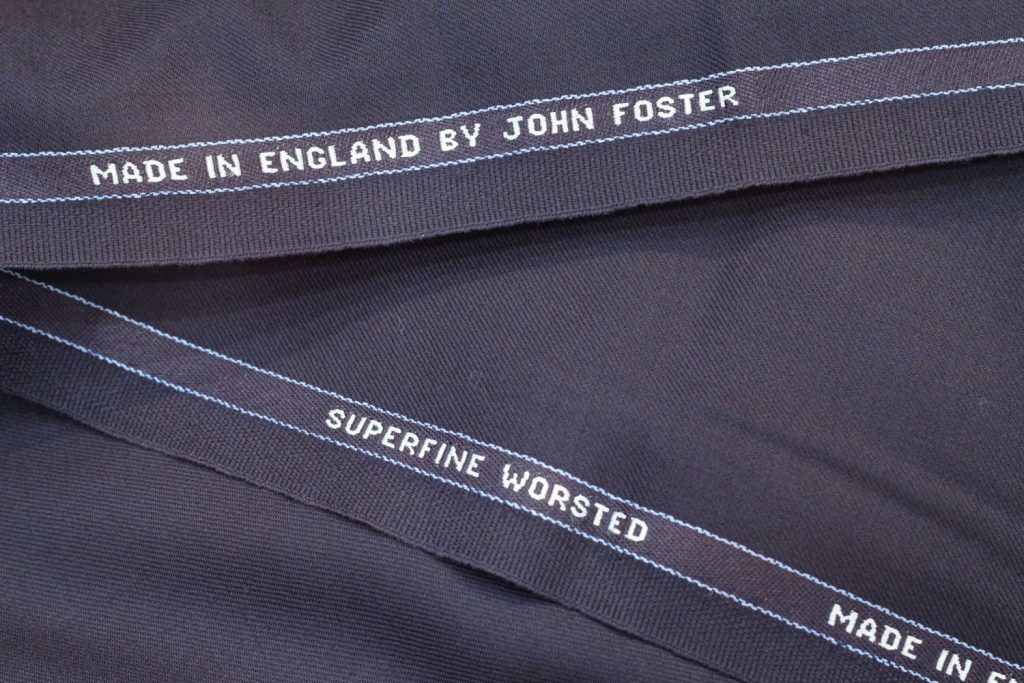 MADE IN ENGLAND BY JOHN FOSTER
SUPERFINE WORSTED
MADE IN